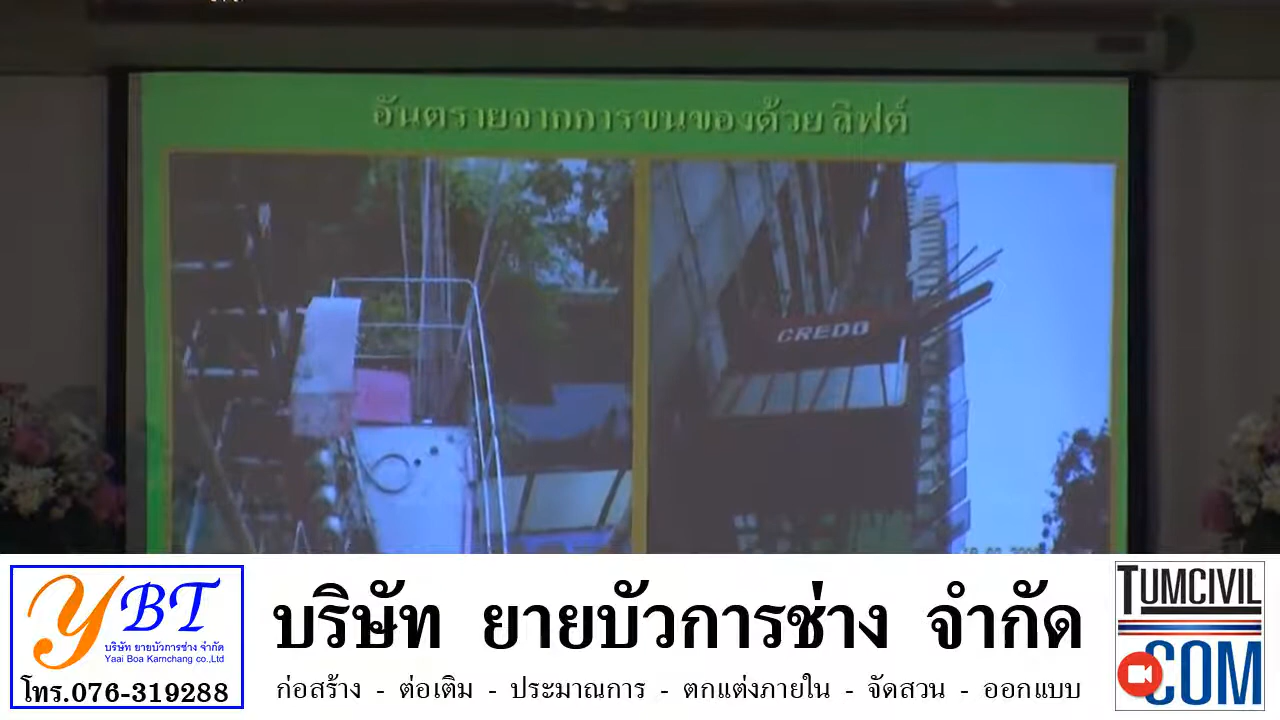 อันตรายจากการขนของด้วย ลิฟต์
CREDO
YBT
บริษัท ยายบัวการช่าง จำกัด
Yaai Boa Karnchang co.,Ltd
โทร.076-319288
บริษัท ยายบัวการช่าง จำกัด
ก่อสร้าง - ต่อเติม - ประมาณการ - ตกแต่งภายใน - จัดสวน - ออกแบบ
TUMCIVIL
.COM